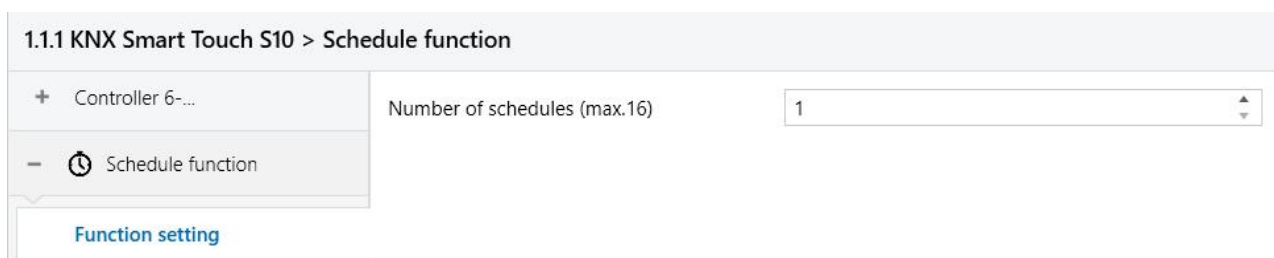 1.1.1 KNX Smart Touch S10 > Schedule function
+ Controller 6-...
Number of schedules (max.16) 1
− Schedule function
Function setting